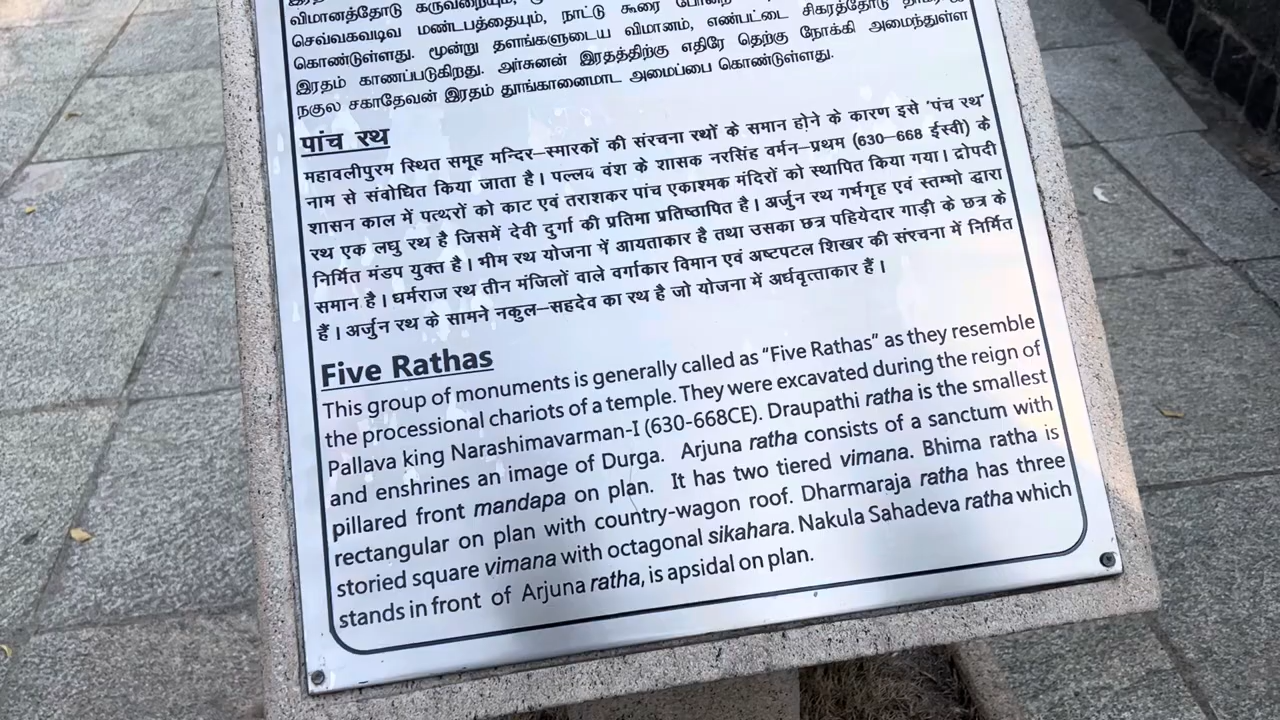 விமானத்தோடு கருவறையும்,
செவ்வகவடிவ மண்டபத்தையும், நாட்டு கூரை
கொண்டுள்ளது. மூன்று தளங்களுடைய விமானம், எண்பட்டை சிகரத்தோடு
இரதம் காணப்படுகிறது. அர்சுனன் இரதத்திற்கு எதிரே தெற்கு நோக்கி அமைந்துள்ள
நகுல சகாதேவன் இரதம் தூங்கானைமாட அமைப்பை கொண்டுள்ளது.
पांच रथ
महावलीपुरम स्थित समूह मन्दिर–स्मारकों की संरचना रथों के समान होने के कारण इसे 'पंच रथ'
नाम से संवोधित किया जाता है। पल्लव वंश के शासक नरसिंह वर्मन–प्रथम (630–668 ईस्वी) के
शासन काल में पत्थरों को काट एवं तराशकर पांच एकाश्मक मंदिरों को स्थापित किया गया। द्रोपदी
रथ एक लघु रथ है जिसमें देवी दुर्गा की प्रतिमा प्रतिष्ठापित है। अर्जुन रथ गर्भगृह एवं स्तम्भो द्वारा
निर्मित मंडप युक्त है। भीम रथ योजना में आयताकार है तथा उसका छत्र पहियेदार गाड़ी के छत्र के
समान है। धर्मराज रथ तीन मंजिलों वाले वर्गाकार विमान एवं अष्टपटल शिखर की संरचना में निर्मित
हैं। अर्जुन रथ के सामने नकुल–सहदेव का रथ है जो योजना में अर्धवृत्ताकार हैं।
Five Rathas
This group of monuments is generally called as "Five Rathas" as they resemble
the processional chariots of a temple. They were excavated during the reign of
Pallava king Narashimavarman-I (630-668CE). Draupathi ratha is the smallest
and enshrines an image of Durga. Arjuna ratha consists of a sanctum with
pillared front mandapa on plan. It has two tiered vimana. Bhima ratha is
rectangular on plan with country-wagon roof. Dharmaraja ratha has three
storied square vimana with octagonal sikahara. Nakula Sahadeva ratha which
stands in front of Arjuna ratha, is apsidal on plan.